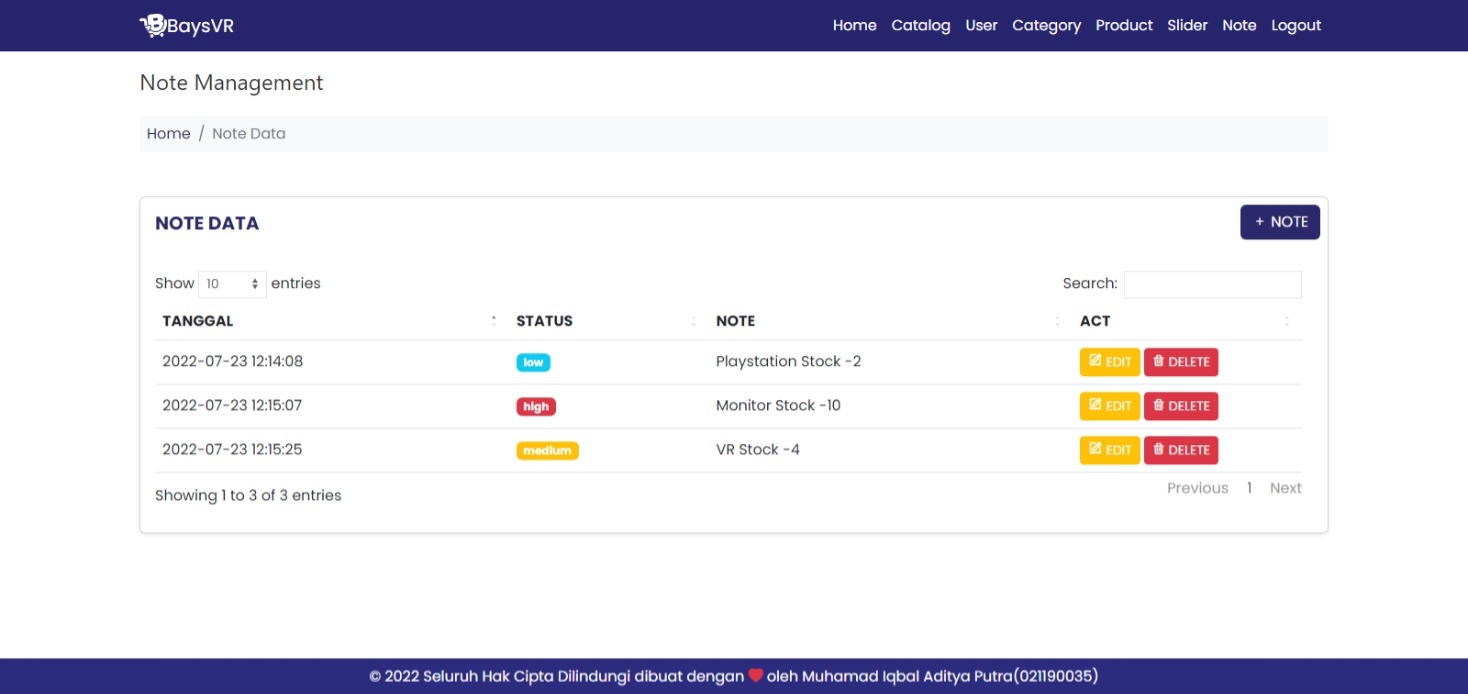 BaysVR Home Catalog User Category Product Slider Note Logout
Note Management
Home / Note Data
NOTE DATA + NOTE
Show 10 entries Search:
TANGGAL STATUS NOTE ACT
2022-07-23 12:14:08 low Playstation Stock -2 EDIT DELETE
2022-07-23 12:15:07 high Monitor Stock -10 EDIT DELETE
2022-07-23 12:15:25 medium VR Stock -4 EDIT DELETE
Showing 1 to 3 of 3 entries Previous 1 Next
© 2022 Seluruh Hak Cipta Dilindungi dibuat dengan ❤ oleh Muhamad Iqbal Aditya Putra(021190035)